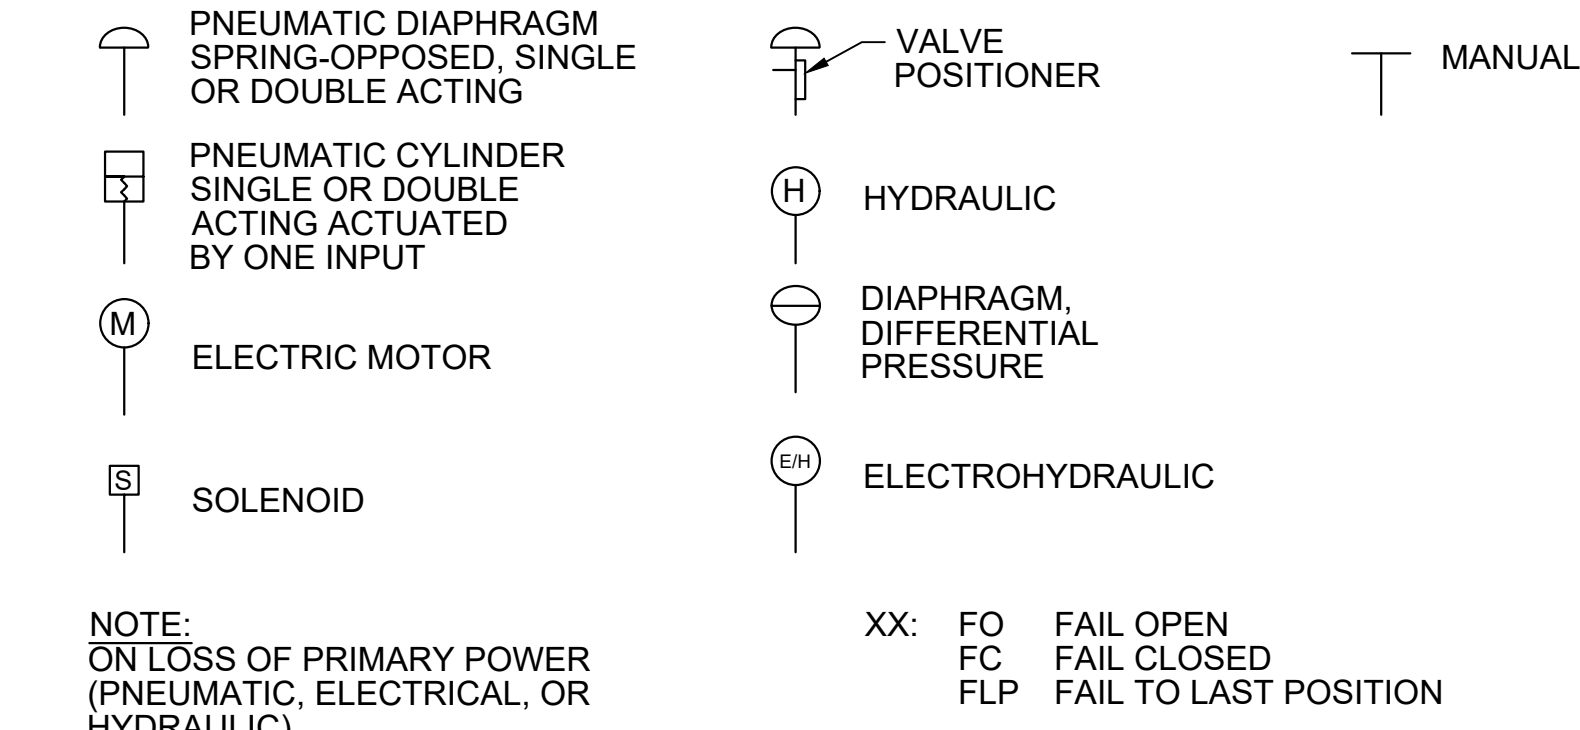 PNEUMATIC DIAPHRAGM
SPRING-OPPOSED, SINGLE
OR DOUBLE ACTING
VALVE
POSITIONER
MANUAL
PNEUMATIC CYLINDER
SINGLE OR DOUBLE
ACTING ACTUATED
BY ONE INPUT
H
HYDRAULIC
M
ELECTRIC MOTOR
DIAPHRAGM,
DIFFERENTIAL
PRESSURE
S
SOLENOID
E/H
ELECTROHYDRAULIC
NOTE:
ON LOSS OF PRIMARY POWER
(PNEUMATIC, ELECTRICAL, OR
HYDRAULIC)
XX: FO FAIL OPEN
FC FAIL CLOSED
FLP FAIL TO LAST POSITION